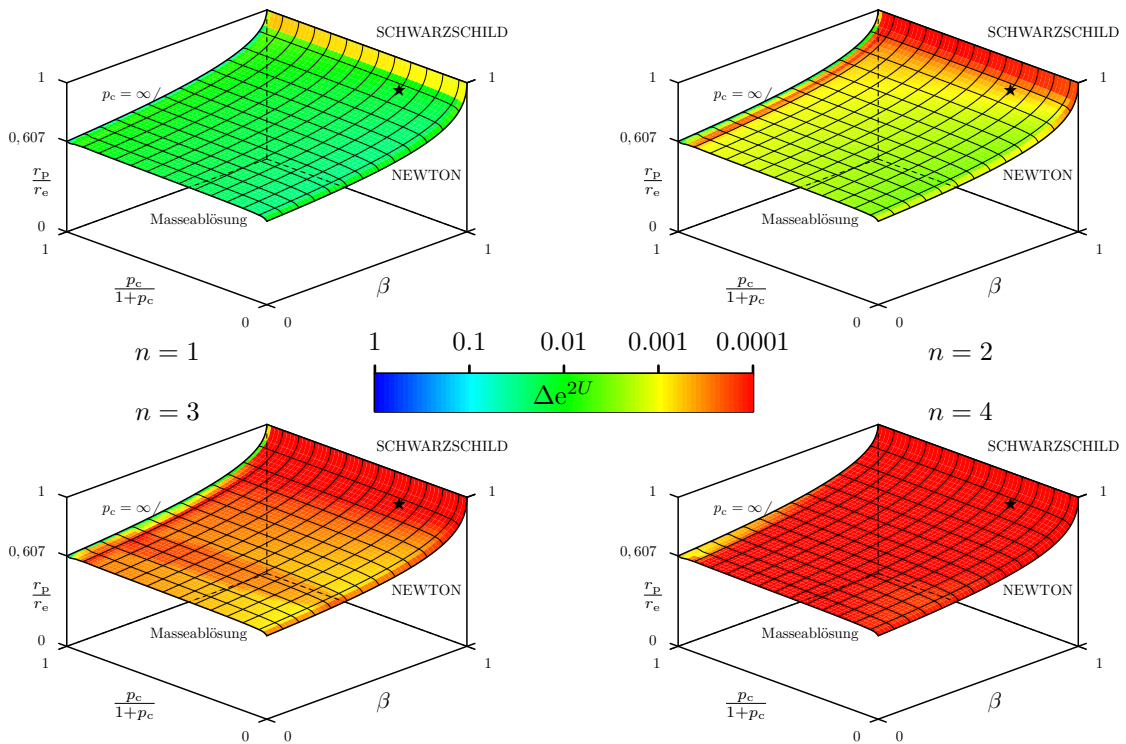 SCHWARZSCHILD
1
1
p_c = ∞/
0,607
r_p/r_e
NEWTON
Masseablösung
0
1
1
p_c/(1+p_c)
β
0
0
n = 1
SCHWARZSCHILD
1
1
p_c = ∞/
0,607
r_p/r_e
NEWTON
Masseablösung
0
1
1
p_c/(1+p_c)
β
0
0
n = 2
1 0.1 0.01 0.001 0.0001
Δe^{2U}
n = 3
SCHWARZSCHILD
1
1
p_c = ∞/
0,607
r_p/r_e
NEWTON
Masseablösung
0
1
1
p_c/(1+p_c)
β
0
0
n = 4
SCHWARZSCHILD
1
1
p_c = ∞/
0,607
r_p/r_e
NEWTON
Masseablösung
0
1
1
p_c/(1+p_c)
β
0
0